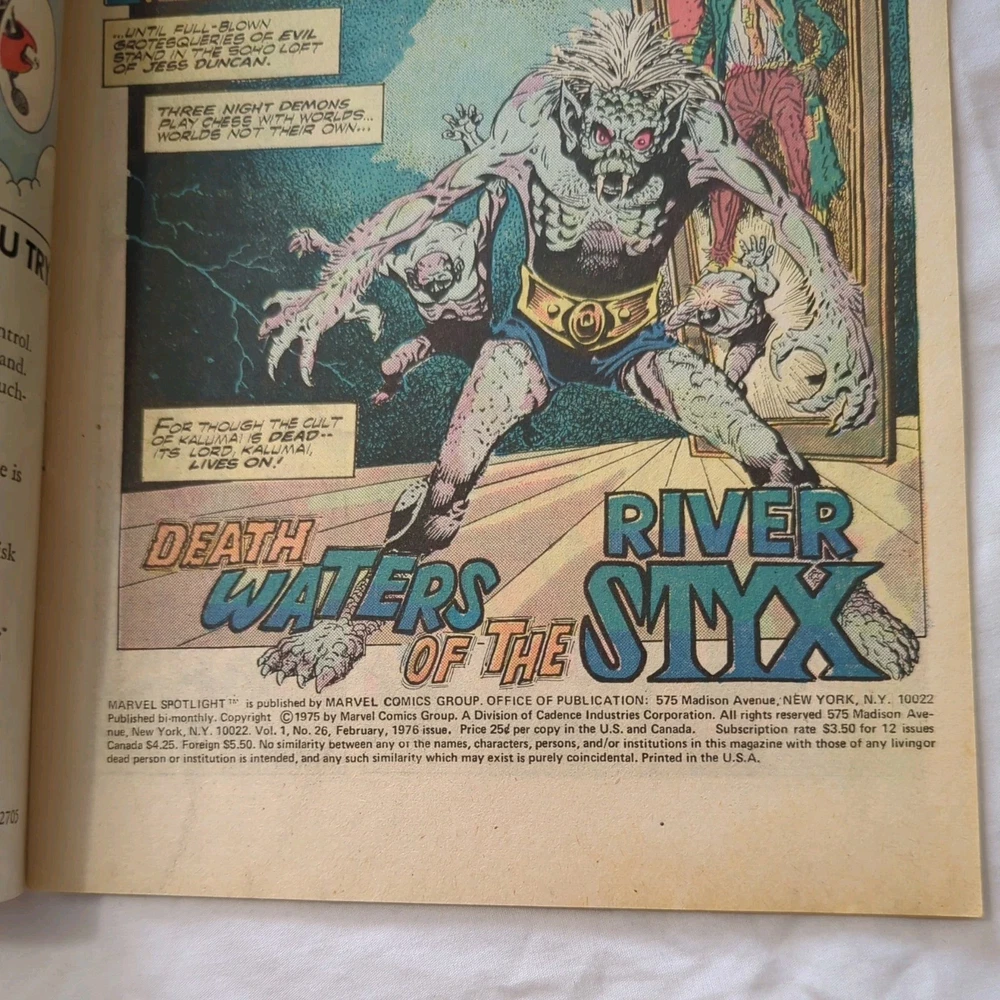 ...UNTIL FULL-BLOWN
GROTESQUERIES OF EVIL
STAND IN THE SOHO LOFT
OF JESS DUNCAN.
THREE NIGHT DEMONS
PLAY CHESS WITH WORLDS...
WORLDS NOT THEIR OWN...
U TRY
ntrol.
and.
uch-
e is
isk
2705
FOR THOUGH THE CULT
OF KALUMAI IS DEAD--
ITS LORD, KALUMAI,
LIVES ON!
DEATH
WATERS
OF THE
RIVER
STYX
MARVEL SPOTLIGHT™ is published by MARVEL COMICS GROUP. OFFICE OF PUBLICATION: 575 Madison Avenue, NEW YORK, N.Y. 10022
Published bi-monthly. Copyright ©1975 by Marvel Comics Group. A Division of Cadence Industries Corporation. All rights reserved 575 Madison Ave-
nue, New York, N.Y. 10022. Vol. 1, No. 26, February, 1976 issue. Price 25¢ per copy in the U.S. and Canada. Subscription rate $3.50 for 12 issues
Canada $4.25. Foreign $5.50. No similarity between any of the names, characters, persons, and/or institutions in this magazine with those of any living or
dead person or institution is intended, and any such similarity which may exist is purely coincidental. Printed in the U.S.A.